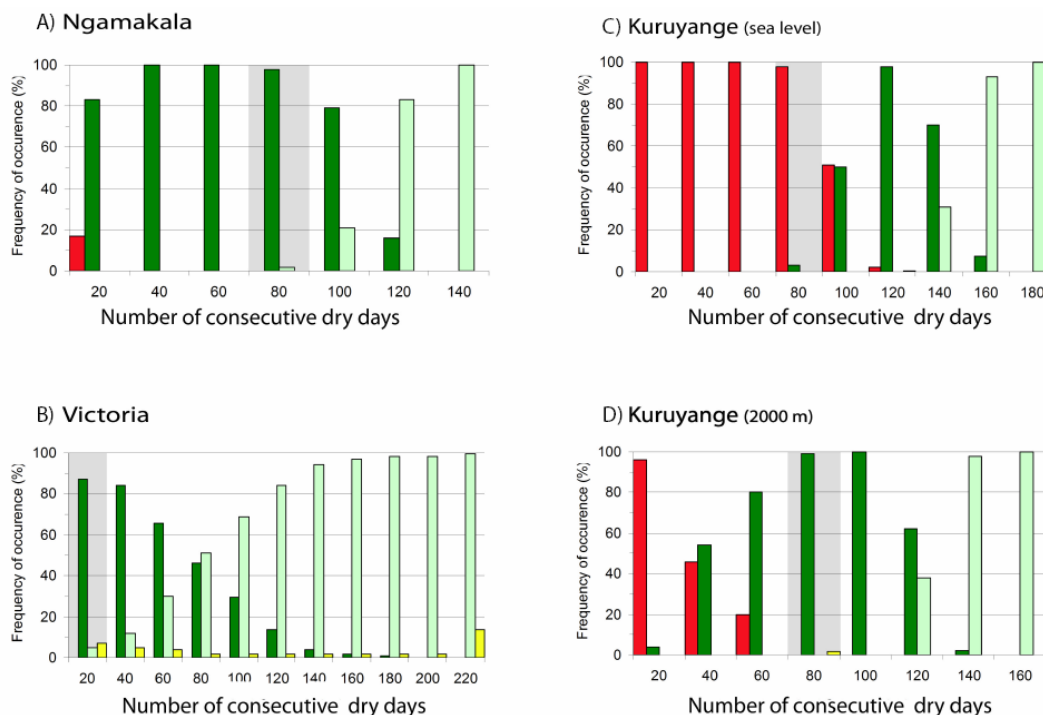 A) Ngamakala
Frequency of occurence (%)
100
80
60
40
20
0
20 40 60 80 100 120 140
Number of consecutive dry days
C) Kuruyange (sea level)
Frequency of occurence (%)
100
80
60
40
20
0
20 40 60 80 100 120 140 160 180
Number of consecutive dry days
B) Victoria
Frequency of occurence (%)
100
80
60
40
20
0
20 40 60 80 100 120 140 160 180 200 220
Number of consecutive dry days
D) Kuruyange (2000 m)
Frequency of occurence (%)
100
80
60
40
20
0
20 40 60 80 100 120 140 160
Number of consecutive dry days